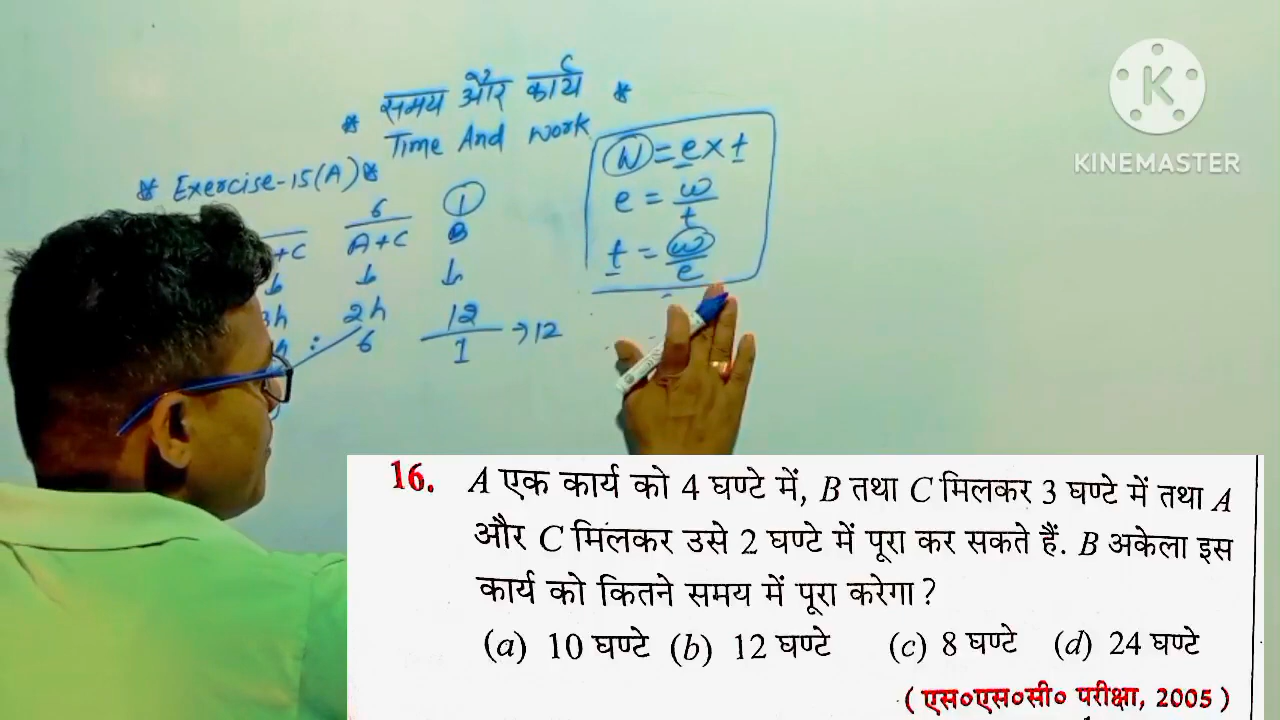 * समय और कार्य *
Time And work
* Exercise-15(A) *
W = e x t
e = w/t
t = w/e
6 1
+C A+C B
2h 12
: 6 1 → 12
KINEMASTER
16. A एक कार्य को 4 घण्टे में, B तथा C मिलकर 3 घण्टे में तथा A
और C मिलकर उसे 2 घण्टे में पूरा कर सकते हैं. B अकेला इस
कार्य को कितने समय में पूरा करेगा ?
(a) 10 घण्टे (b) 12 घण्टे (c) 8 घण्टे (d) 24 घण्टे
( एस०एस०सी० परीक्षा, 2005 )